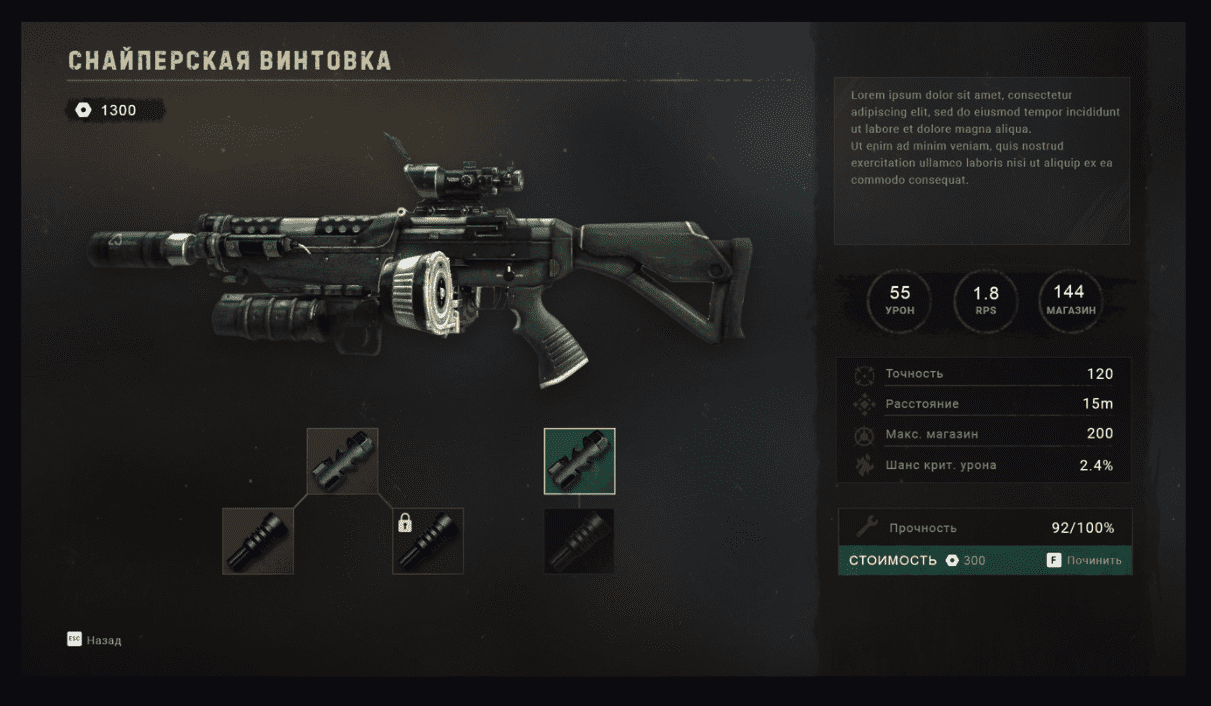 СНАЙПЕРСКАЯ ВИНТОВКА
1300
Lorem ipsum dolor sit amet, consectetur
adipiscing elit, sed do eiusmod tempor incididunt
ut labore et dolore magna aliqua.
Ut enim ad minim veniam, quis nostrud
exercitation ullamco laboris nisi ut aliquip ex ea
commodo consequat.
55
УРОН
1.8
RPS
144
МАГАЗИН
Точность 120
Расстояние 15m
Макс. магазин 200
Шанс крит. урона 2.4%
Прочность 92/100%
СТОИМОСТЬ 300 F Починить
ESC Назад